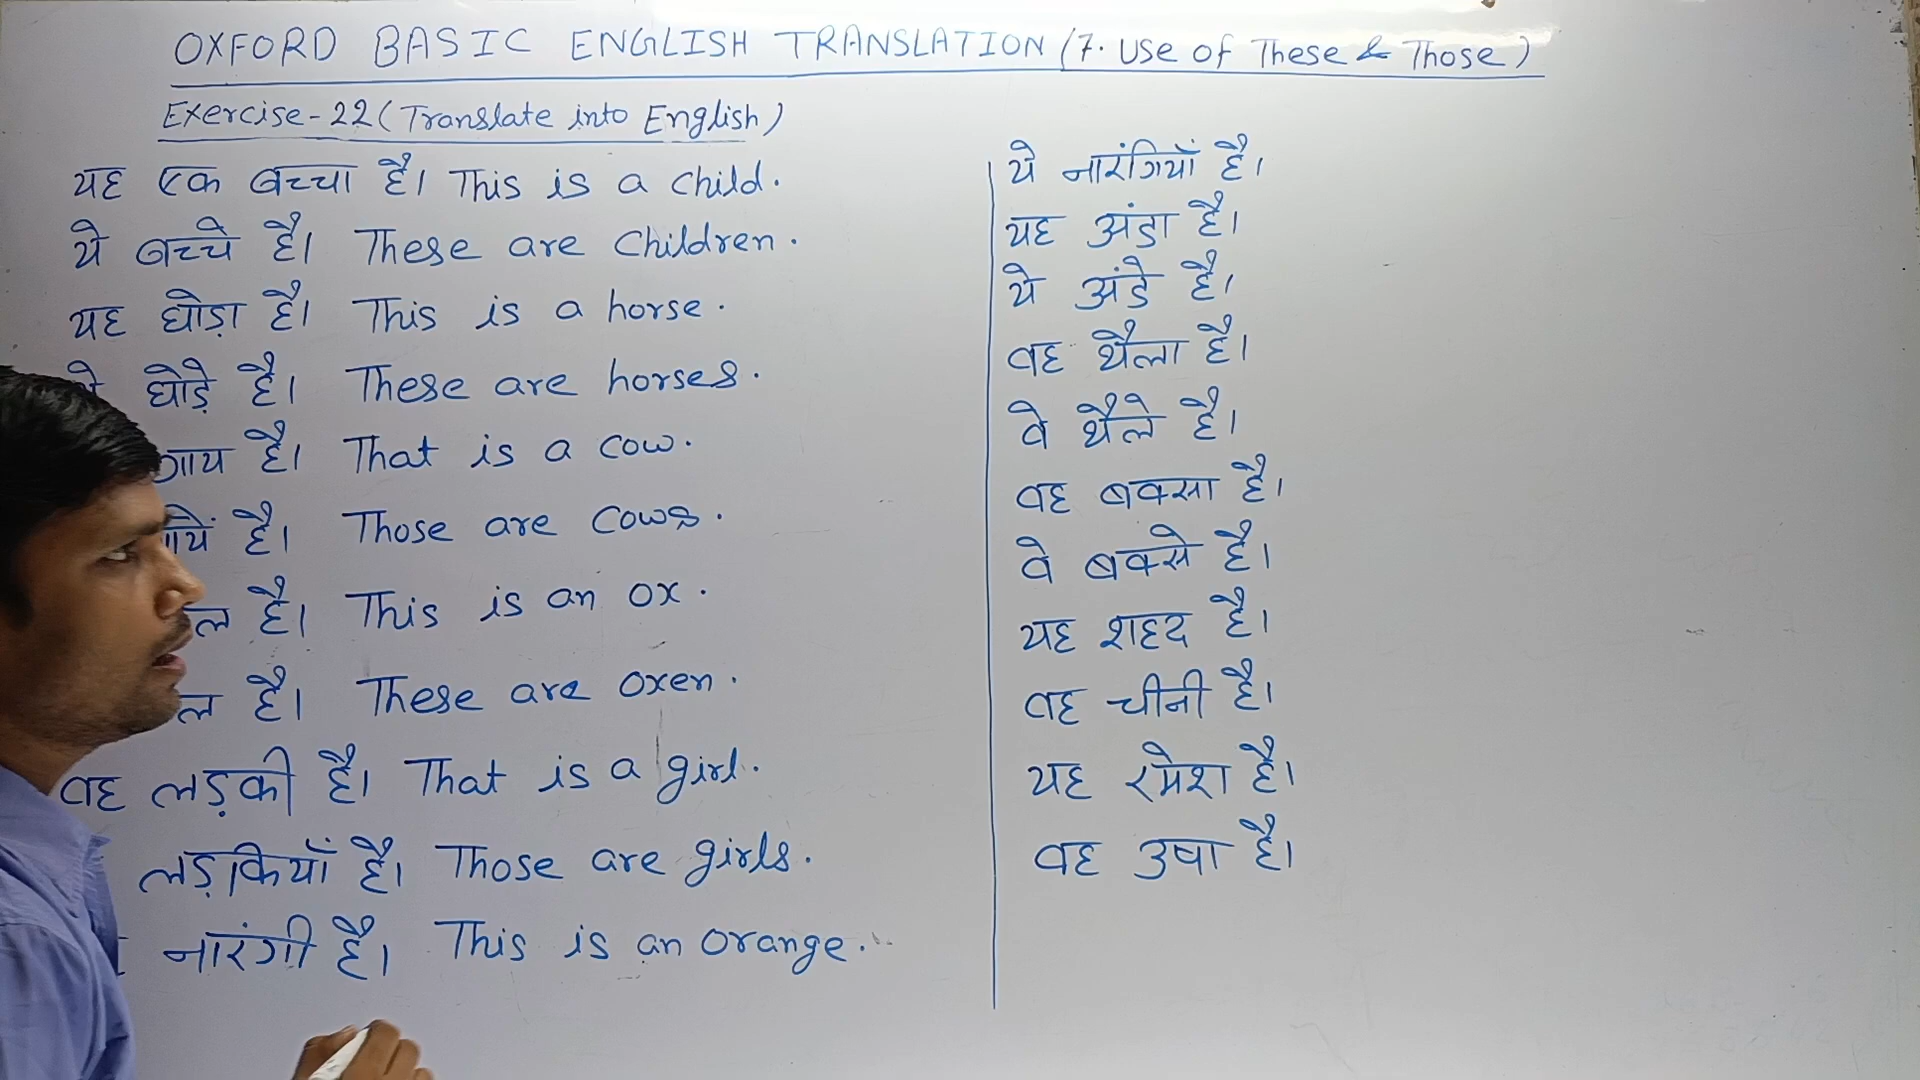 OXFORD BASIC ENGLISH TRANSLATION (7. Use of These & Those)
Exercise-22 (Translate into English)
यह एक बच्चा है। This is a child.
ये बच्चे है। These are children.
यह घोड़ा है। This is a horse.
घोड़े है। These are horses.
गाय है। That is a cow.
है। Those are cows.
है। This is an ox.
है। These are oxen.
वह लड़की है। That is a girl.
लड़कियाँ है। Those are girls.
नारंगी है। This is an orange.
ये नारंगियाँ है।
यह अंडा है।
ये अंडे है।
वह थैला है।
वे थैले है।
वह बक्सा है।
वे बक्से है।
यह शहद है।
वह चीनी है।
यह रमेश है।
वह उषा है।